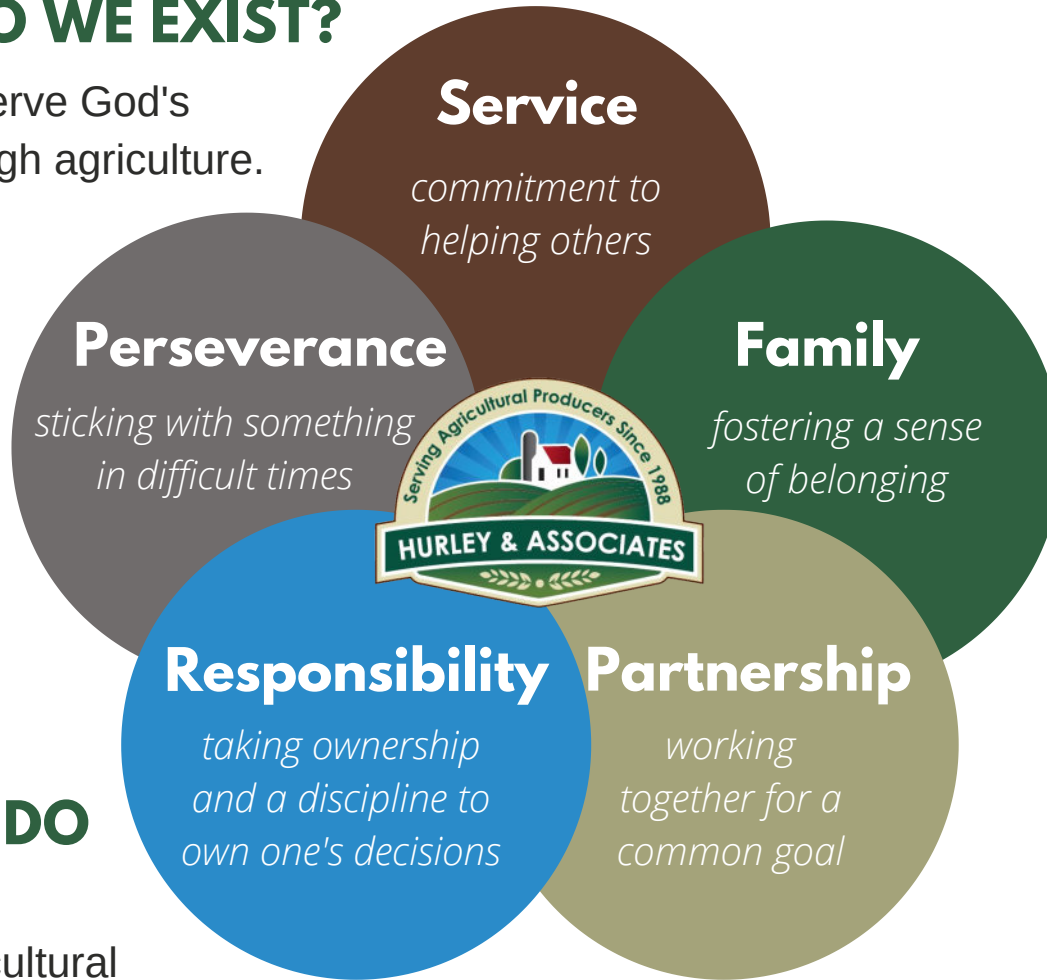 O WE EXIST?
erve God's
gh agriculture.
Service
commitment to
helping others
Perseverance
sticking with something
in difficult times
Family
fostering a sense
of belonging
Serving Agricultural Producers Since 1988
HURLEY & ASSOCIATES
Responsibility
taking ownership
and a discipline to
own one's decisions
Partnership
working
together for a
common goal
DO
cultural